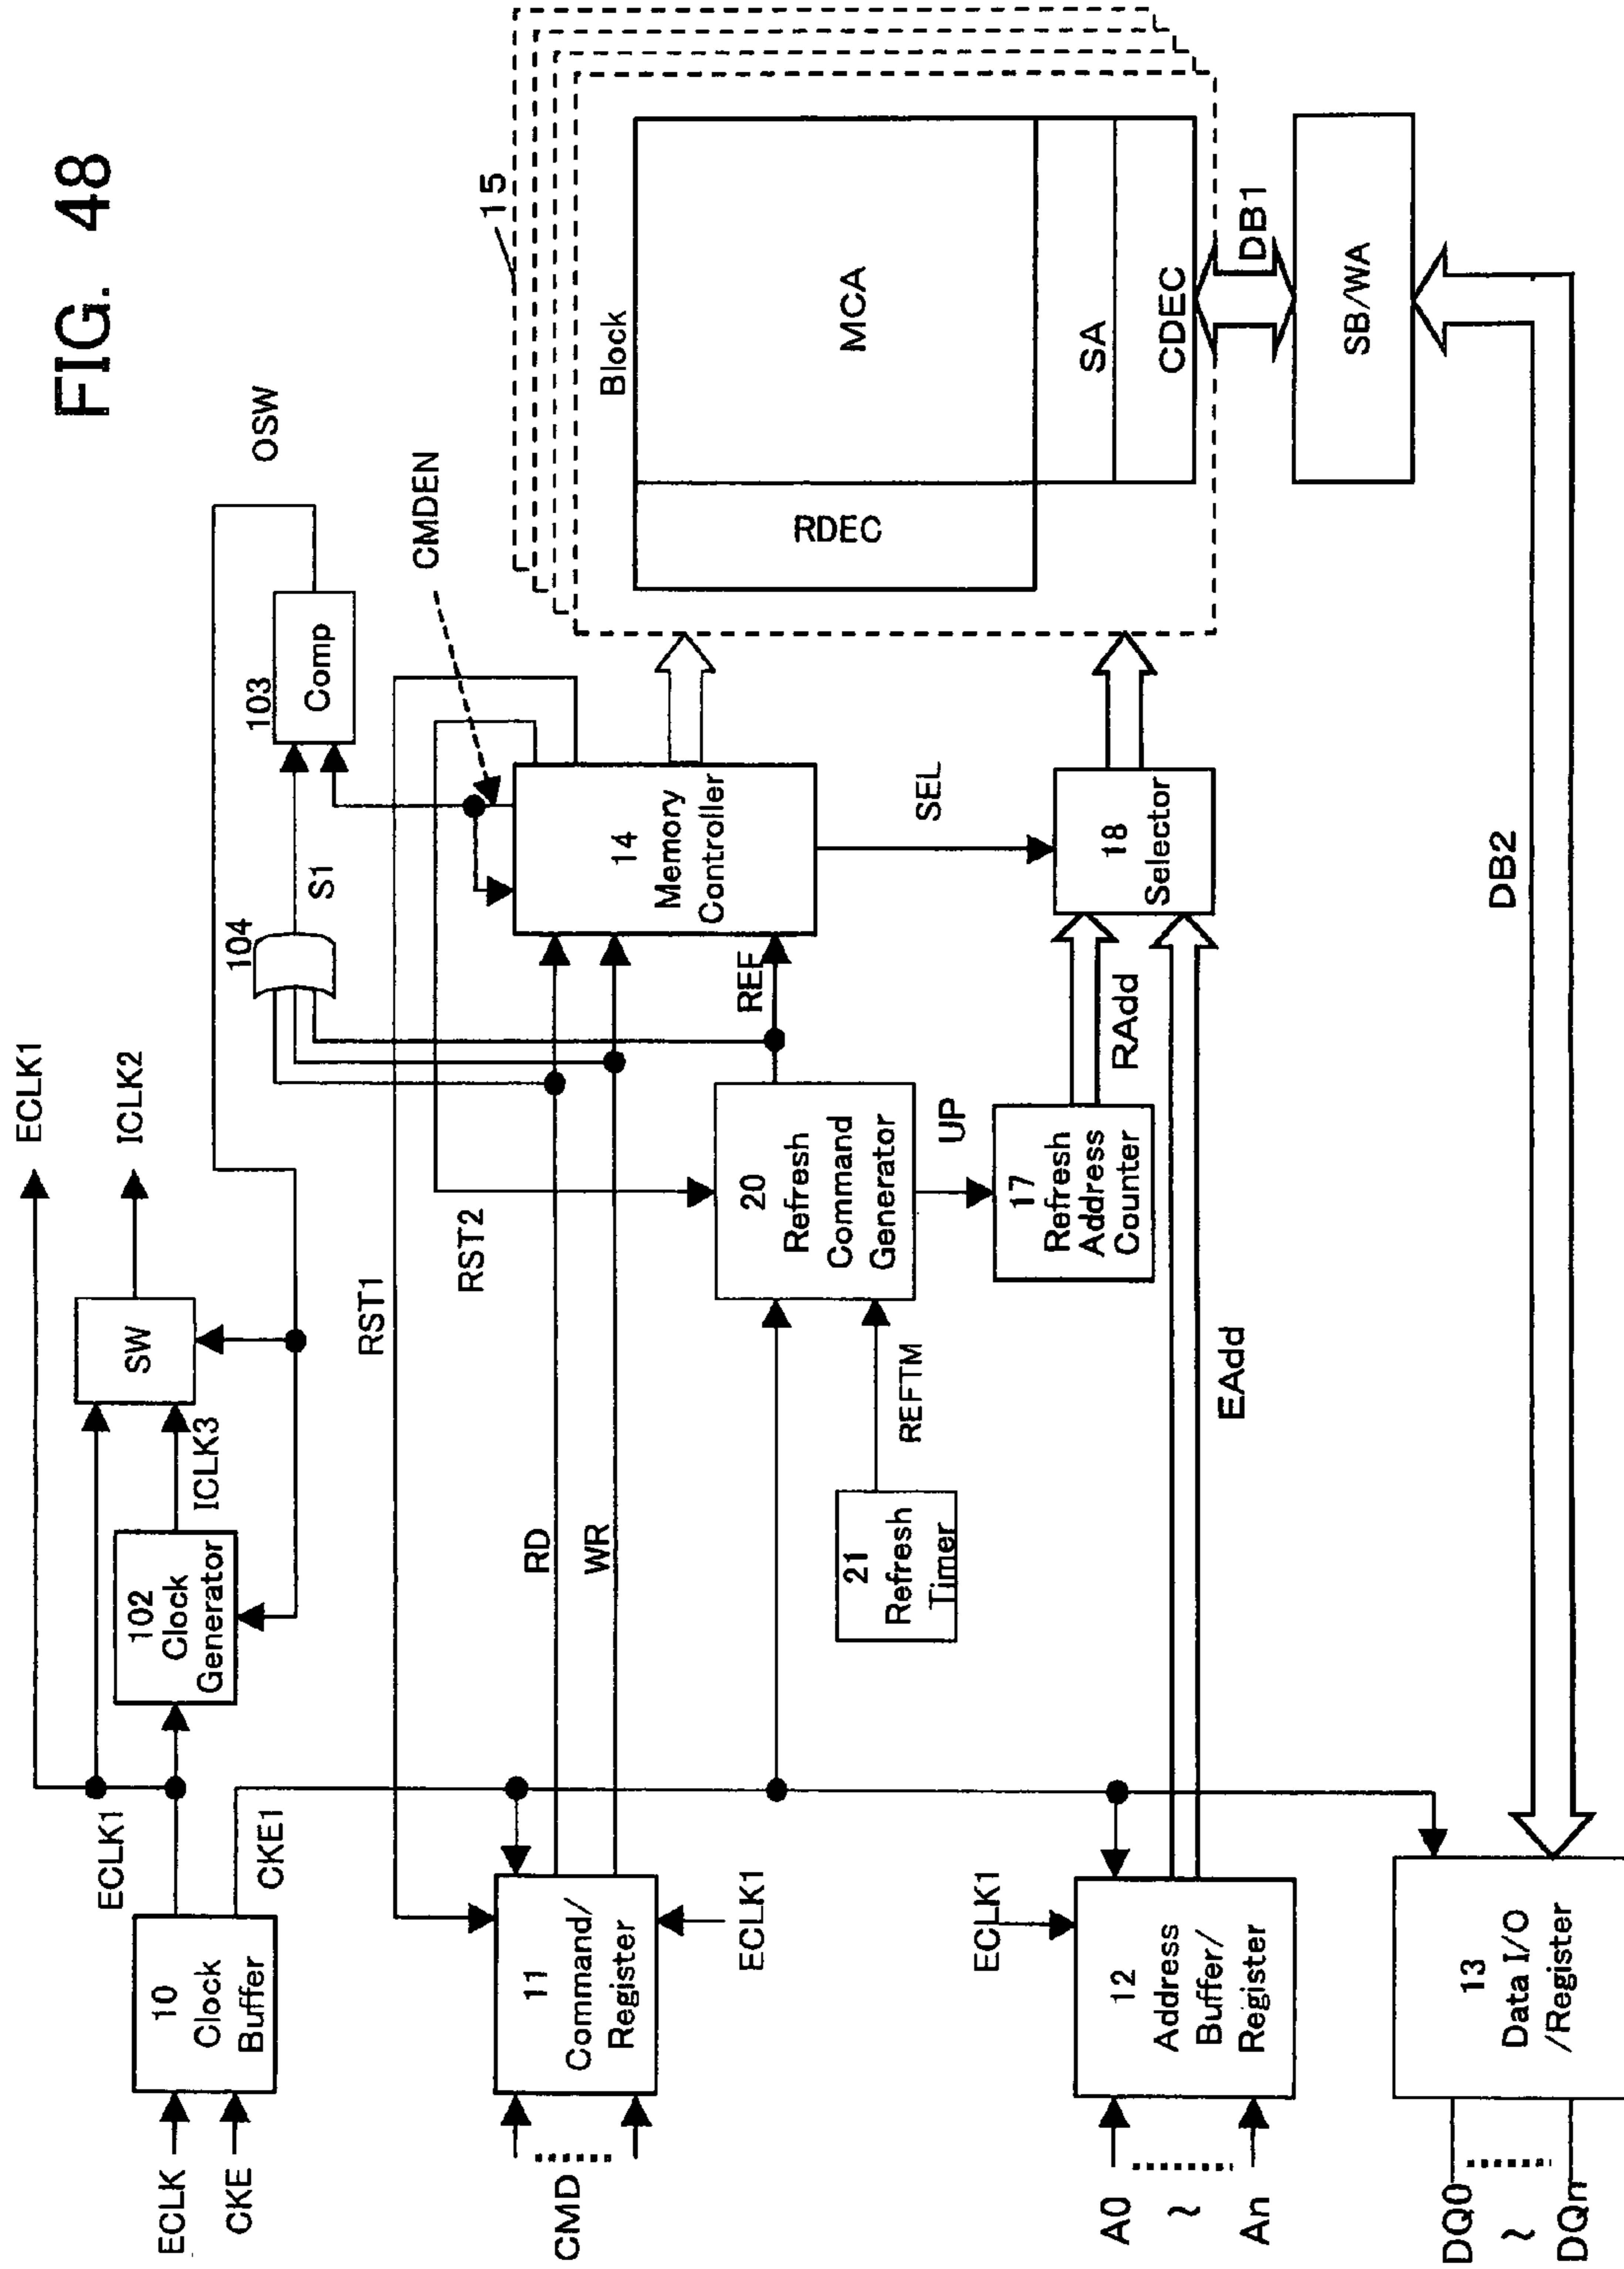 FIG. 48
ECLK
CKE
10
Clock
Buffer
ECLK1
CKE1
102
Clock
Generator
ICLK3
SW
ECLK1
ICLK2
OSW
103
Comp
104
S1
CMDEN
CMD
11
Command/
Register
ECLK1
RST1
RST2
RD
WR
REF
14
Memory
Controller
SEL
20
Refresh
Command
Generator
REFTM
21
Refresh
Timer
UP
17
Refresh
Address
Counter
RAdd
18
Selector
EAdd
A0
~
An
12
Address
Buffer/
Register
ECLK1
15
Block
MCA
RDEC
SA
CDEC
DB1
SB/WA
DB2
DQ0
~
DQn
13
Data I/O
/Register